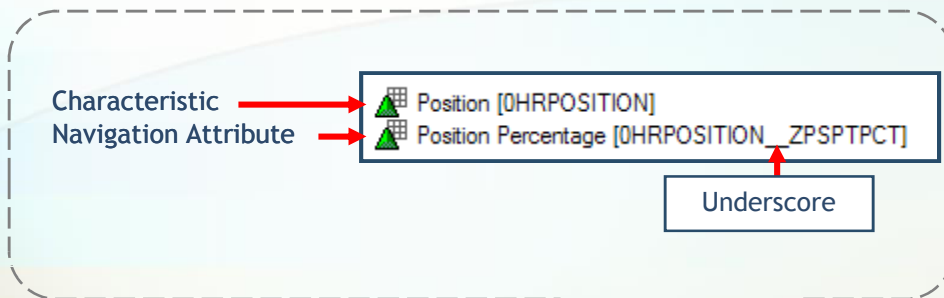 Characteristic
Position [0HRPOSITION]
Navigation Attribute
Position Percentage [0HRPOSITION__ZPSPTPCT]
Underscore